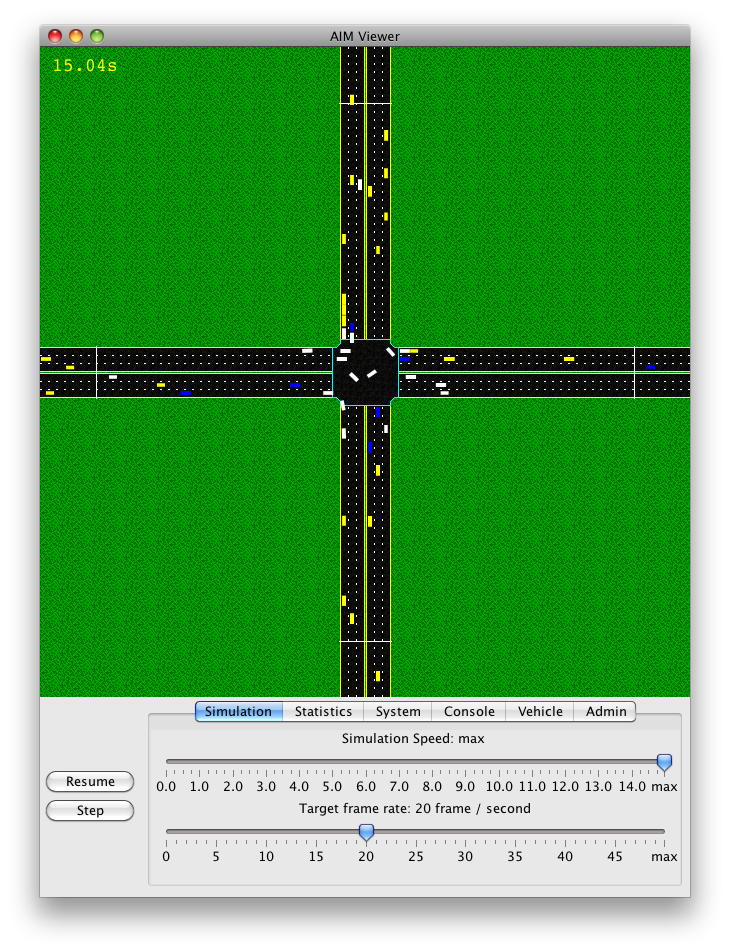 AIM Viewer
15.04s
Simulation Statistics System Console Vehicle Admin
Simulation Speed: max
Resume
0.0 1.0 2.0 3.0 4.0 5.0 6.0 7.0 8.0 9.0 10.0 11.0 12.0 13.0 14.0 max
Step
Target frame rate: 20 frame / second
0 5 10 15 20 25 30 35 40 45 max